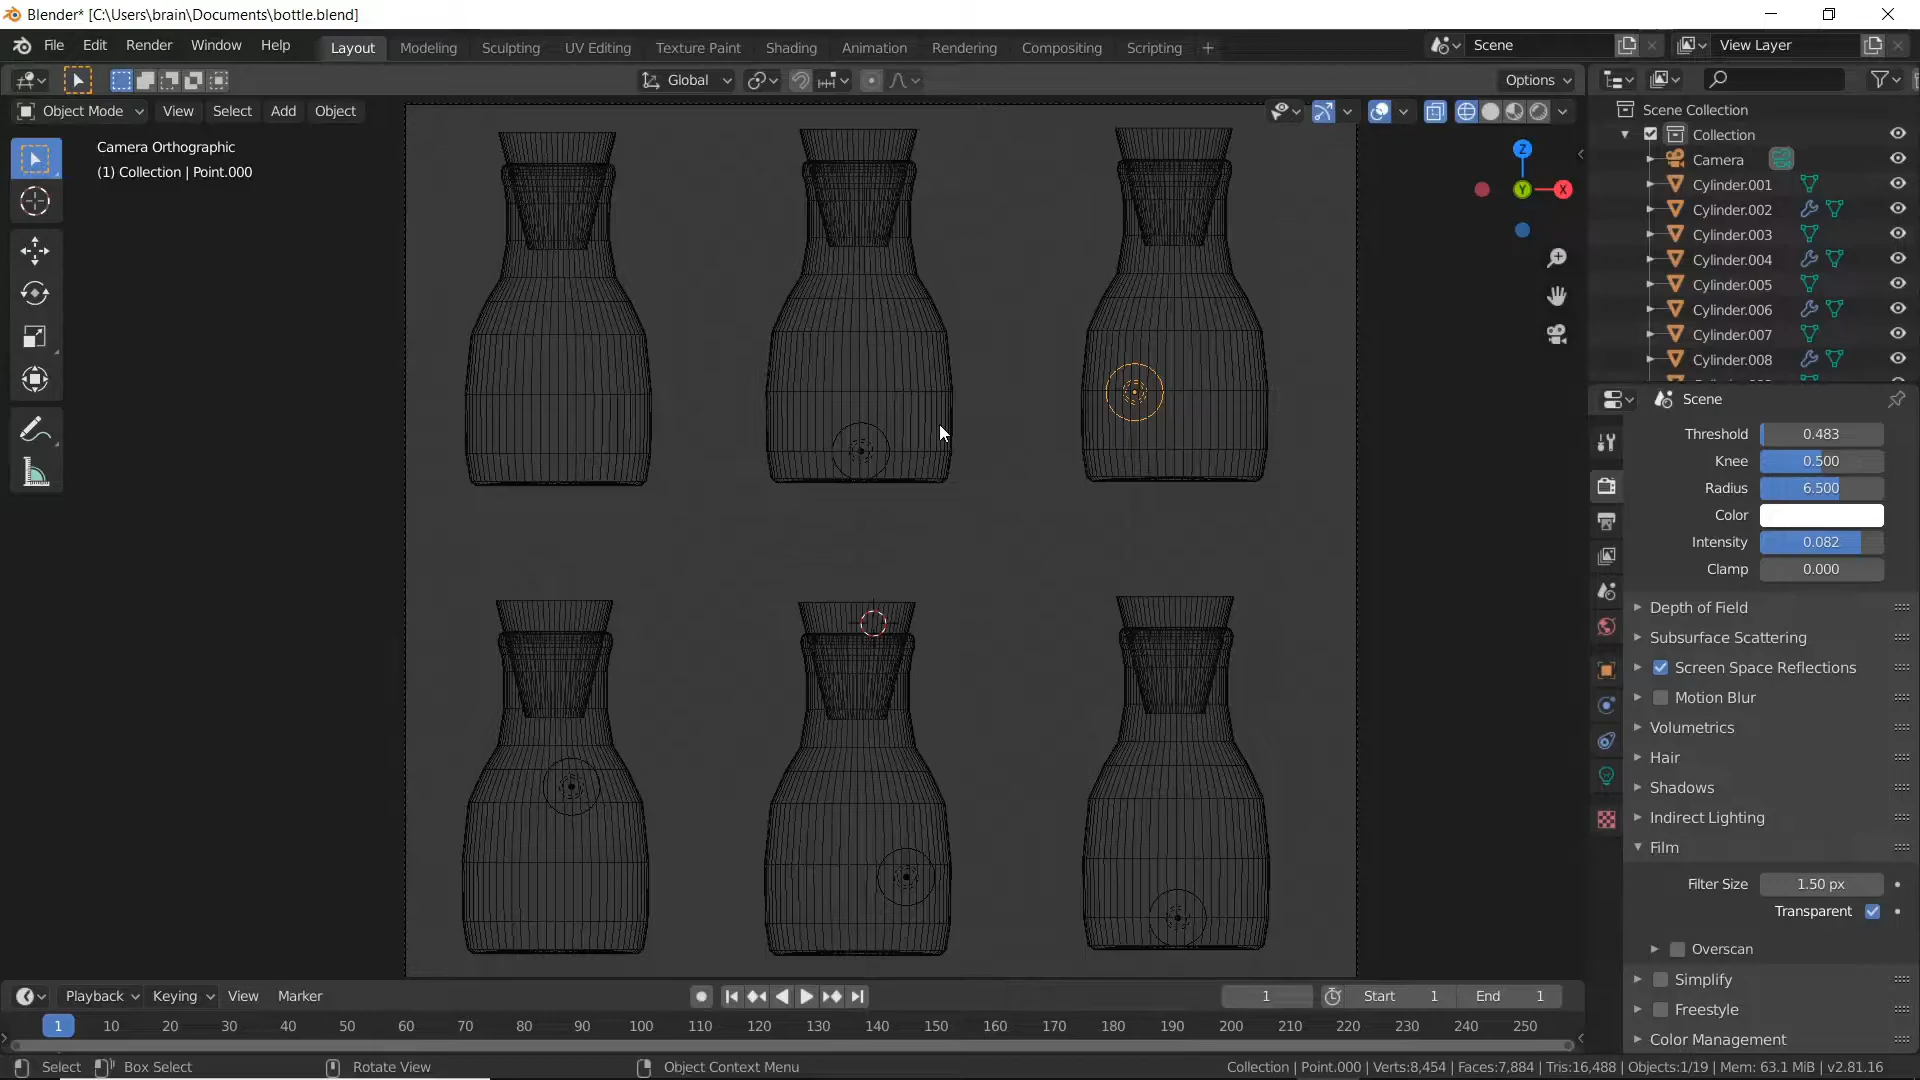 Blender* [C:\Users\brain\Documents\bottle.blend]
File Edit Render Window Help Layout Modeling Sculpting UV Editing Texture Paint Shading Animation Rendering Compositing Scripting Scene View Layer
Global Options
Object Mode View Select Add Object
Camera Orthographic
(1) Collection | Point.000
Z
Y
X
Scene Collection
Collection
Camera
Cylinder.001
Cylinder.002
Cylinder.003
Cylinder.004
Cylinder.005
Cylinder.006
Cylinder.007
Cylinder.008
Scene
Threshold 0.483
Knee 0.500
Radius 6.500
Color
Intensity 0.082
Clamp 0.000
Depth of Field
Subsurface Scattering
Screen Space Reflections
Motion Blur
Volumetrics
Hair
Shadows
Indirect Lighting
Film
Filter Size 1.50 px
Transparent
Overscan
Simplify
Freestyle
Color Management
Playback Keying View Marker 1 Start 1 End 1
1 10 20 30 40 50 60 70 80 90 100 110 120 130 140 150 160 170 180 190 200 210 220 230 240 250
Select Box Select Rotate View Object Context Menu Collection | Point.000 | Verts:8,454 | Faces:7,884 | Tris:16,488 | Objects:1/19 | Mem: 63.1 MiB | v2.81.16